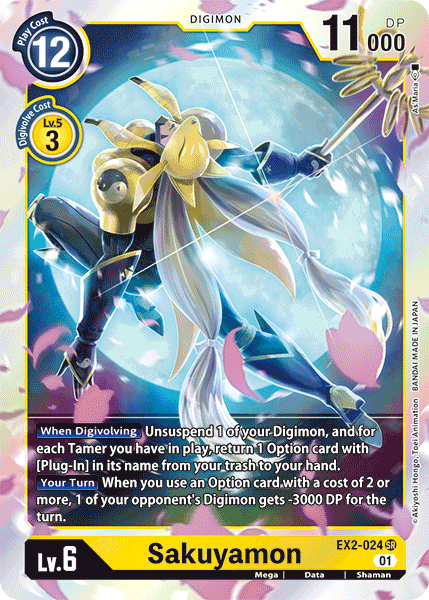 Play Cost
12
DIGIMON
DP
11000
Digivolve Cost
Lv.5
3
As'Maria
When Digivolving Unsuspend 1 of your Digimon, and for
each Tamer you have in play, return 1 Option card with
[Plug-In] in its name from your trash to your hand.
Your Turn When you use an Option card with a cost of 2 or
more, 1 of your opponent's Digimon gets -3000 DP for the
turn.
©Akiyoshi Hongo, Toei Animation BANDAI MADE IN JAPAN
EX2-024 SR
Lv.6
Sakuyamon
01
Mega | Data | Shaman